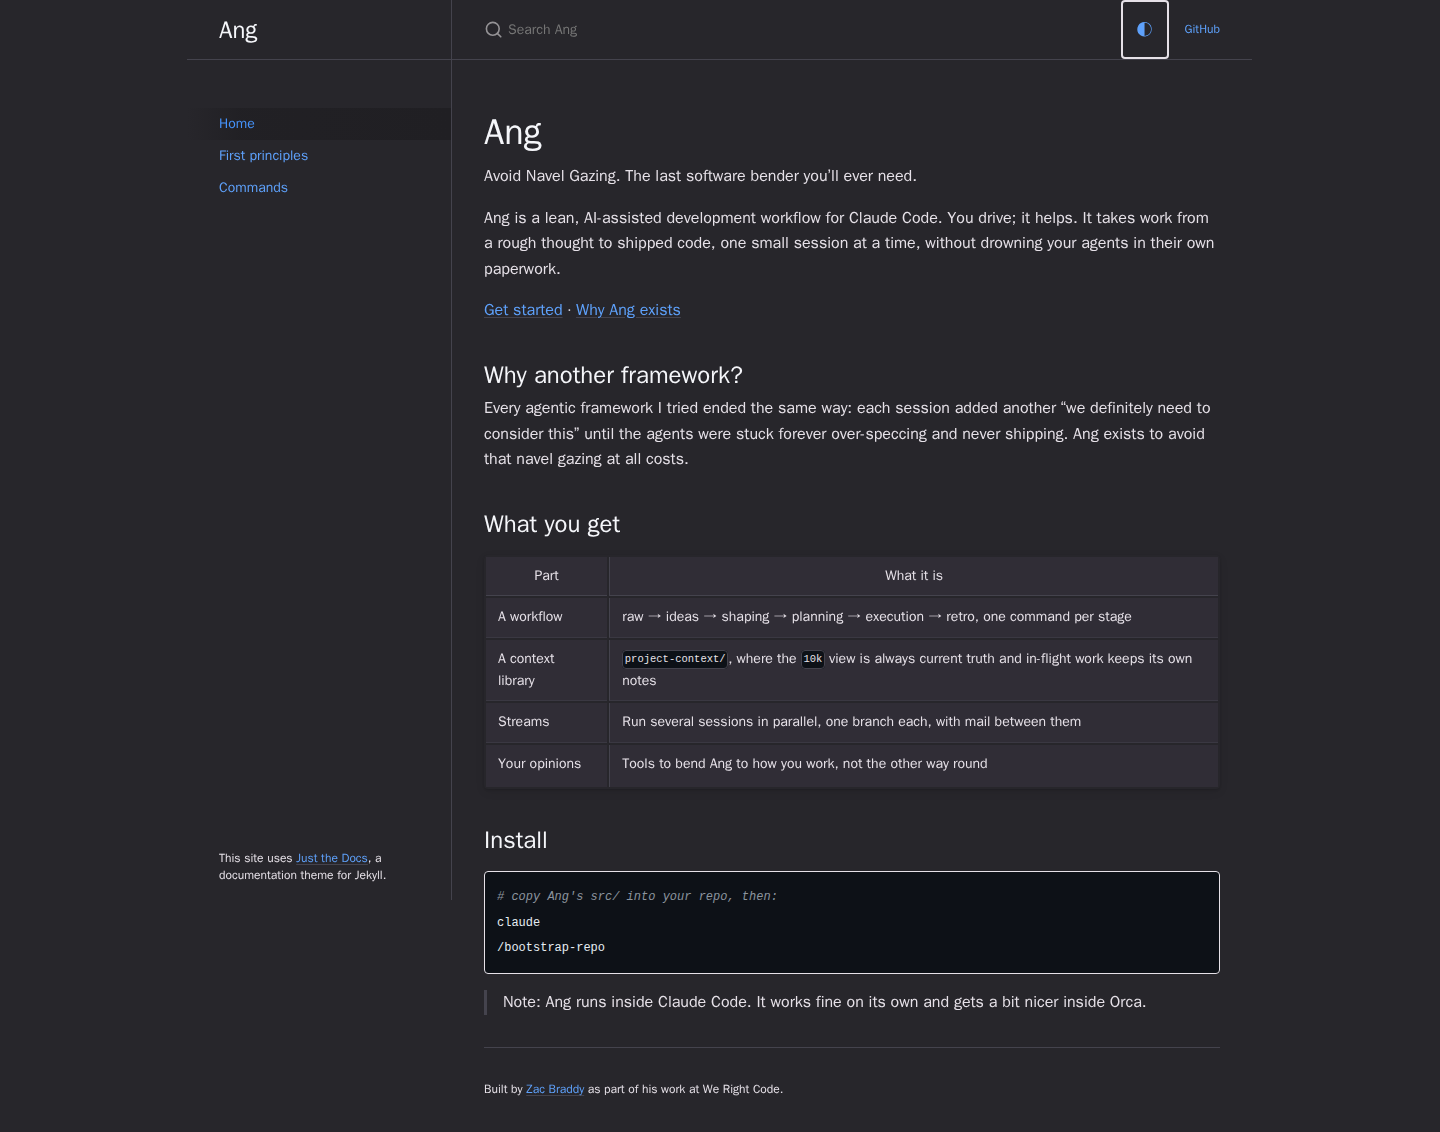 Ang
Search Ang
GitHub
Home
First principles
Commands
Ang
Avoid Navel Gazing. The last software bender you’ll ever need.
Ang is a lean, AI-assisted development workflow for Claude Code. You drive; it helps. It takes work from
a rough thought to shipped code, one small session at a time, without drowning your agents in their own
paperwork.
Get started · Why Ang exists
Why another framework?
Every agentic framework I tried ended the same way: each session added another “we definitely need to
consider this” until the agents were stuck forever over-speccing and never shipping. Ang exists to avoid
that navel gazing at all costs.
What you get
Part What it is
A workflow raw → ideas → shaping → planning → execution → retro, one command per stage
A context project-context/, where the 10k view is always current truth and in-flight work keeps its own
library notes
Streams Run several sessions in parallel, one branch each, with mail between them
Your opinions Tools to bend Ang to how you work, not the other way round
Install
# copy Ang's src/ into your repo, then:
claude
/bootstrap-repo
Note: Ang runs inside Claude Code. It works fine on its own and gets a bit nicer inside Orca.
Built by Zac Braddy as part of his work at We Right Code.
This site uses Just the Docs, a
documentation theme for Jekyll.